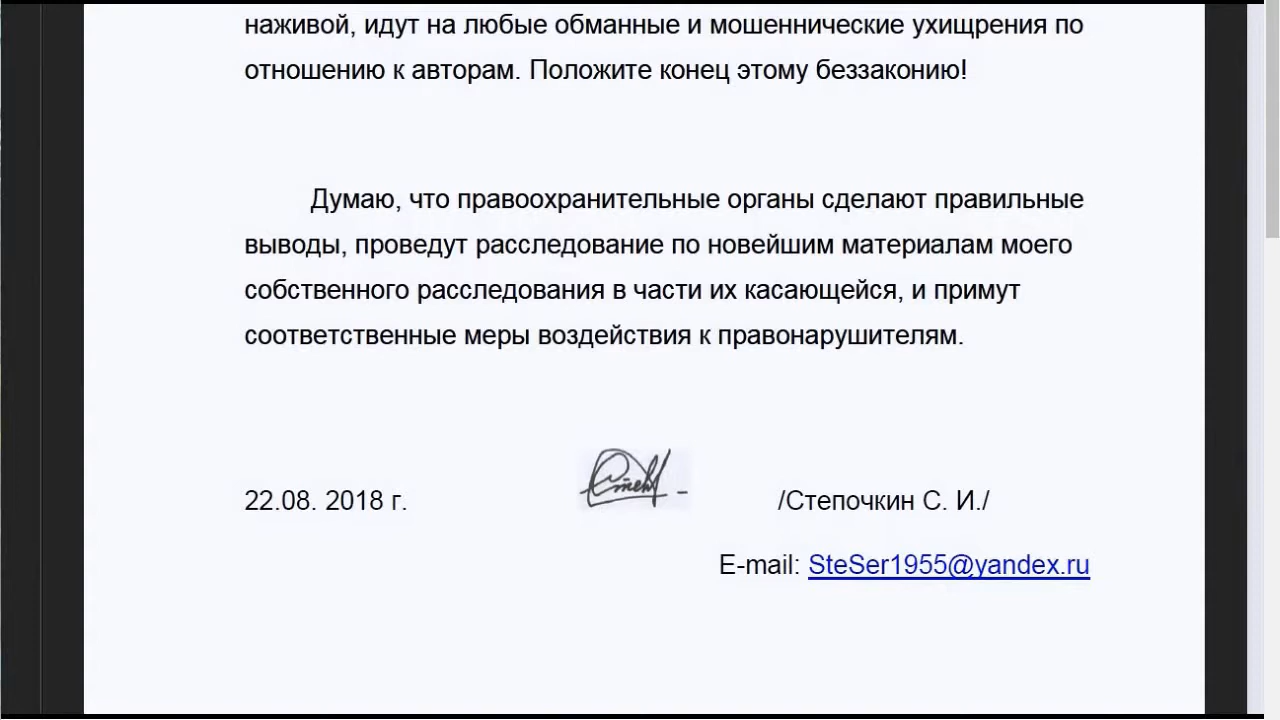 наживой, идут на любые обманные и мошеннические ухищрения по
отношению к авторам. Положите конец этому беззаконию!
Думаю, что правоохранительные органы сделают правильные
выводы, проведут расследование по новейшим материалам моего
собственного расследования в части их касающейся, и примут
соответственные меры воздействия к правонарушителям.
22.08. 2018 г. /Степочкин С. И./
E-mail: SteSer1955@yandex.ru